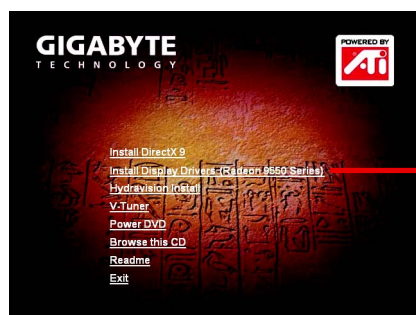 GIGABYTE
TECHNOLOGY
POWERED BY
ATi
Install DirectX 9
Install Display Drivers (Radeon 9550 Series)
Hydravision Install
V-Tuner
Power DVD
Browse this CD
Readme
Exit